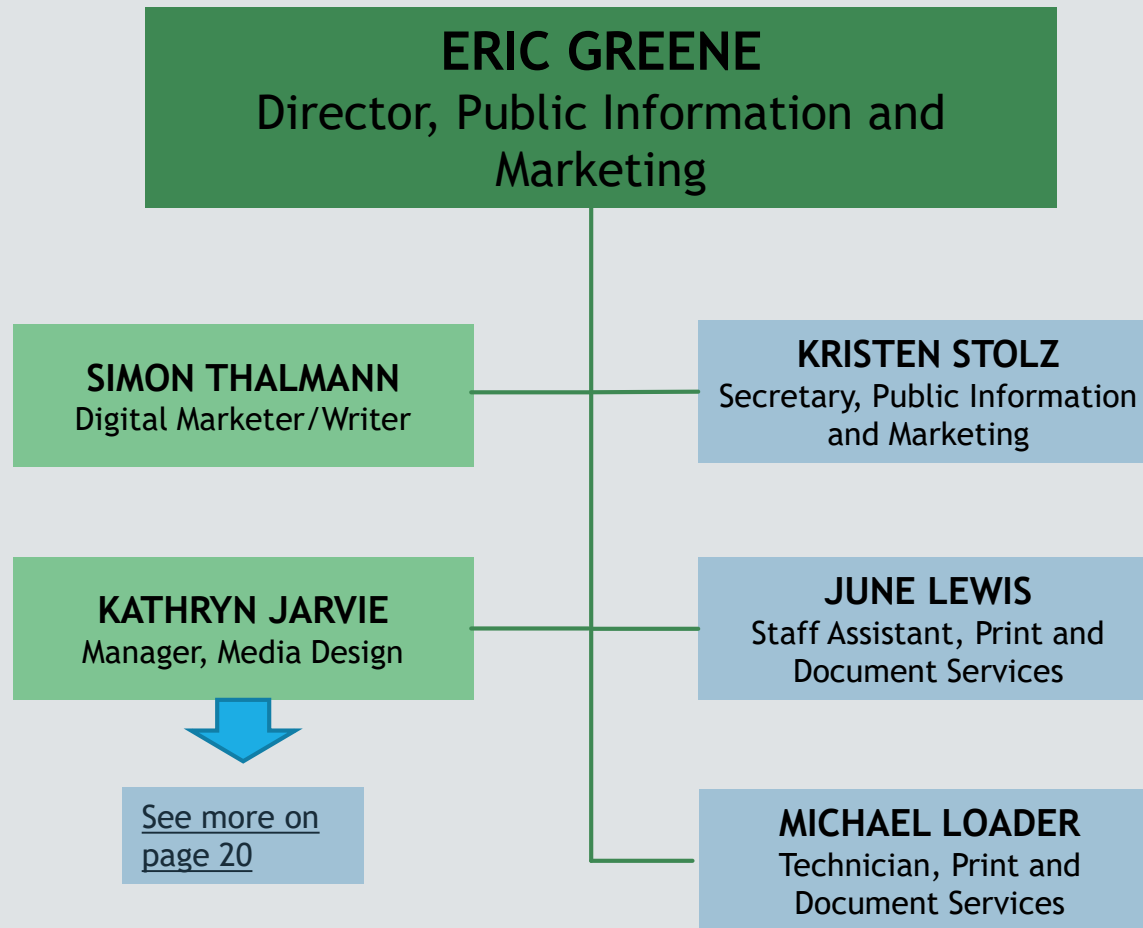 ERIC GREENE
Director, Public Information and
Marketing
SIMON THALMANN
Digital Marketer/Writer
KRISTEN STOLZ
Secretary, Public Information
and Marketing
KATHRYN JARVIE
Manager, Media Design
JUNE LEWIS
Staff Assistant, Print and
Document Services
See more on
page 20
MICHAEL LOADER
Technician, Print and
Document Services